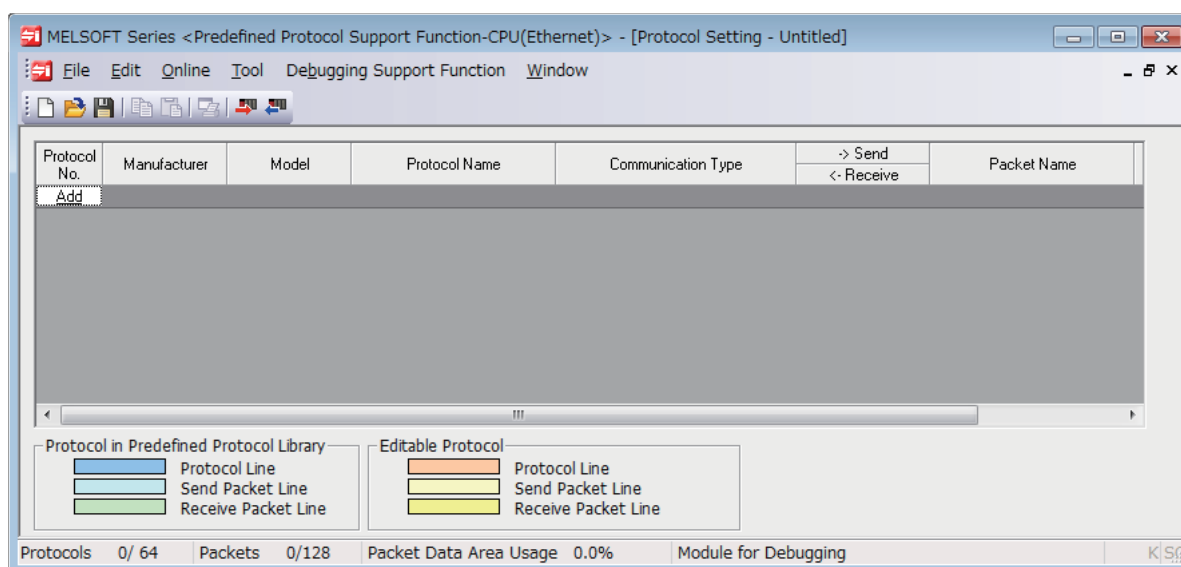 MELSOFT Series <Predefined Protocol Support Function-CPU(Ethernet)> - [Protocol Setting - Untitled]
File Edit Online Tool Debugging Support Function Window
Protocol No. Manufacturer Model Protocol Name Communication Type -> Send <- Receive Packet Name
Add
Protocol in Predefined Protocol Library
Protocol Line
Send Packet Line
Receive Packet Line
Editable Protocol
Protocol Line
Send Packet Line
Receive Packet Line
Protocols 0/ 64 Packets 0/128 Packet Data Area Usage 0.0% Module for Debugging K